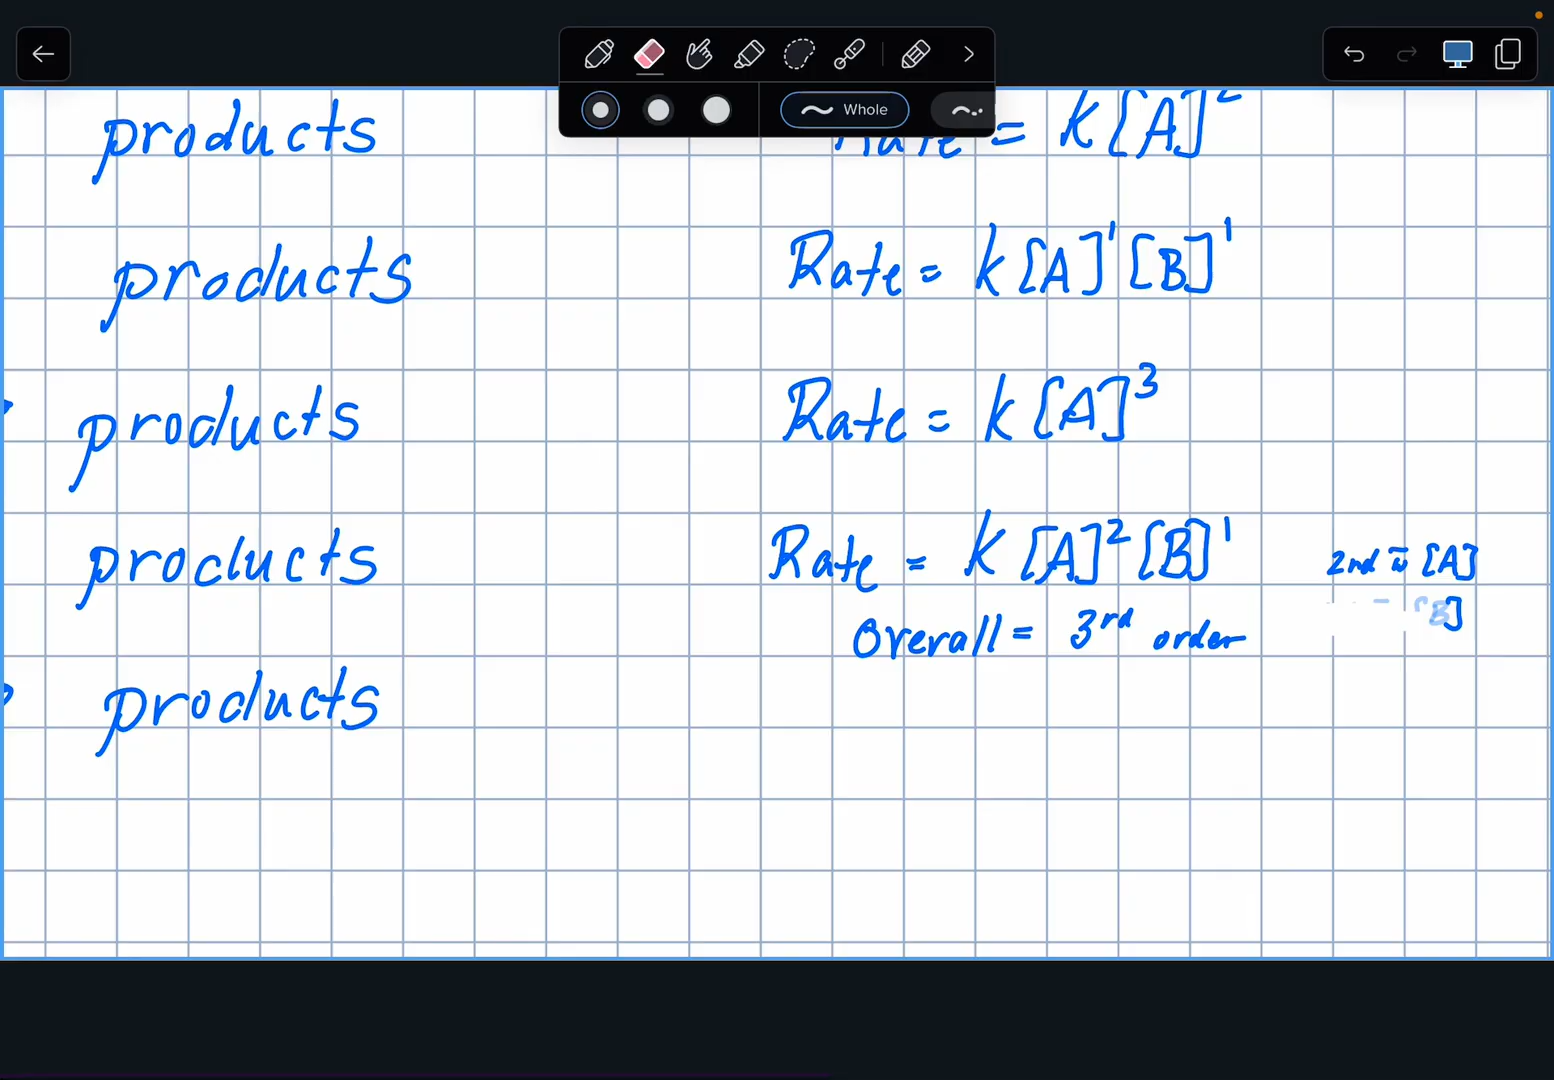 Whole
products Rate = k[A]²
products Rate = k[A]¹[B]¹
products Rate = k[A]³
products Rate = k[A]²[B]¹ 2nd in [A]
Overall = 3rd order [B]
products